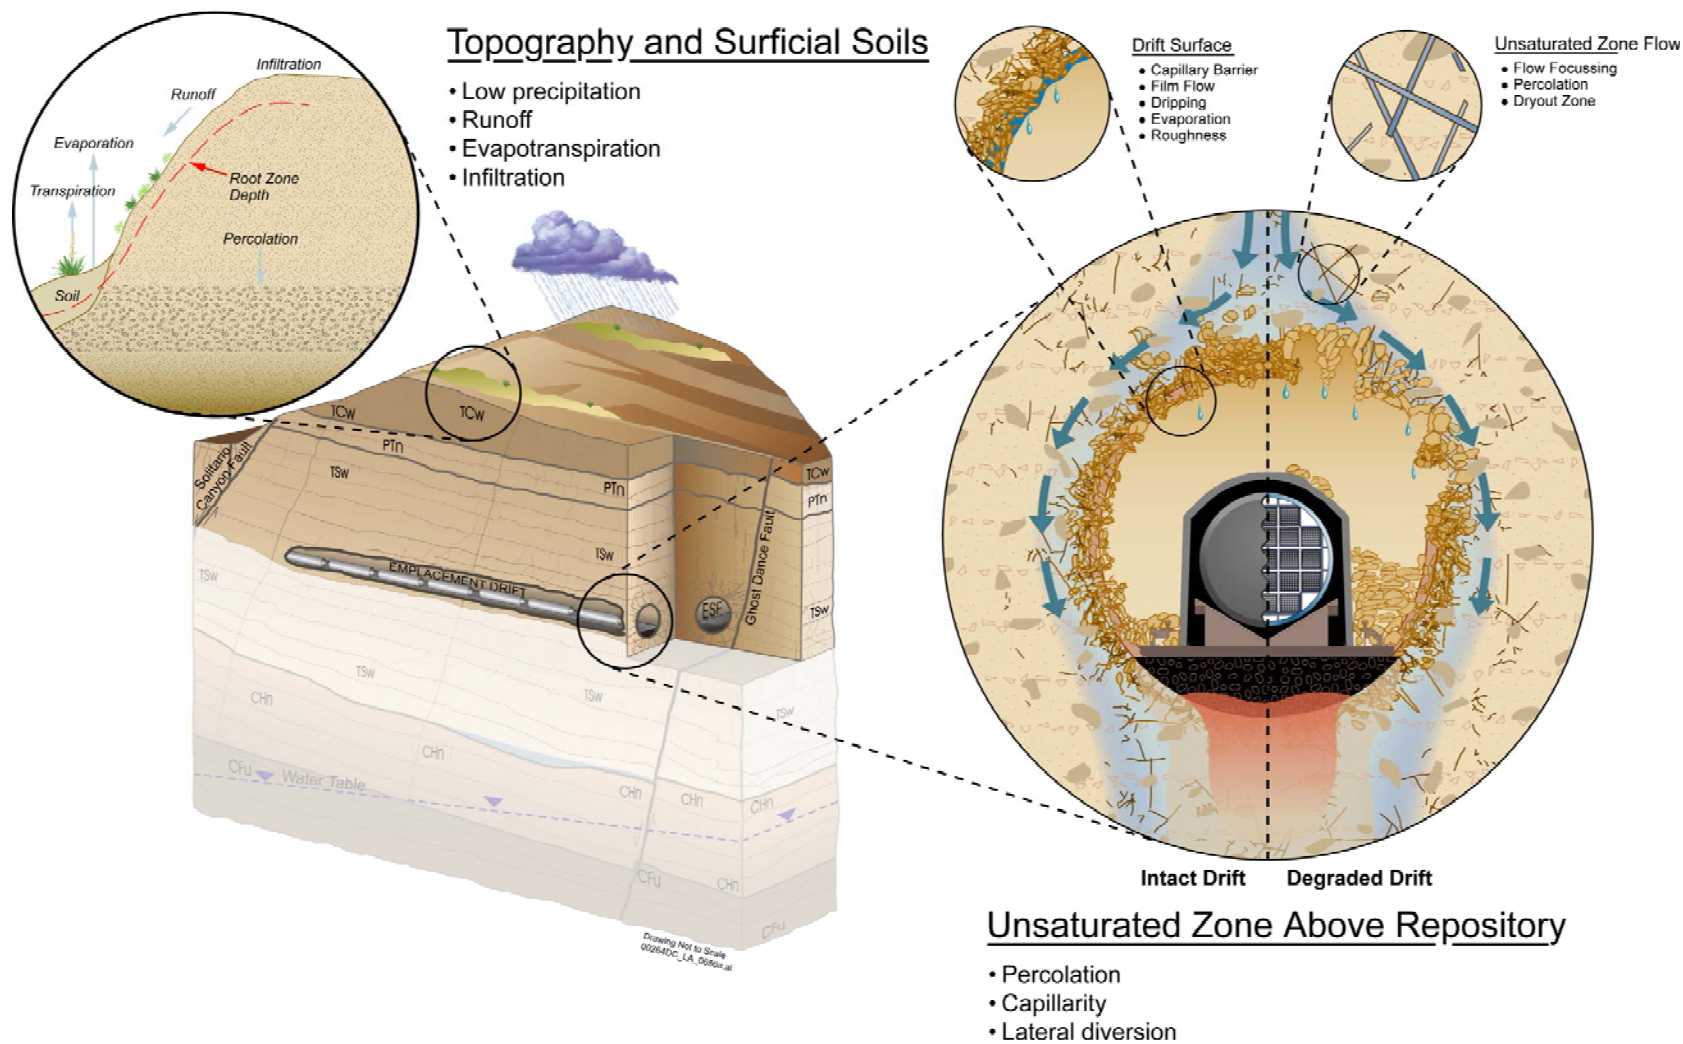 Topography and Surficial Soils
• Low precipitation
• Runoff
• Evapotranspiration
• Infiltration
Infiltration
Runoff
Evaporation
Transpiration
Root Zone
Depth
Percolation
Soil
Drift Surface
• Capillary Barrier
• Film Flow
• Dripping
• Evaporation
• Roughness
Unsaturated Zone Flow
• Flow Focussing
• Percolation
• Dryout Zone
TCw
TCw
TCw
PTn
PTn
PTn
TSw
TSw
TSw
TSw
TSw
TSw
TSw
Solitario
Canyon Fault
EMPLACEMENT DRIFT
ESF
Ghost Dance Fault
CHn
CHn
CHn
CHn
CHn
CHn
CFu
CFu
CFu
Water Table
Drawing Not to Scale
Intact Drift
Degraded Drift
Unsaturated Zone Above Repository
• Percolation
• Capillarity
• Lateral diversion